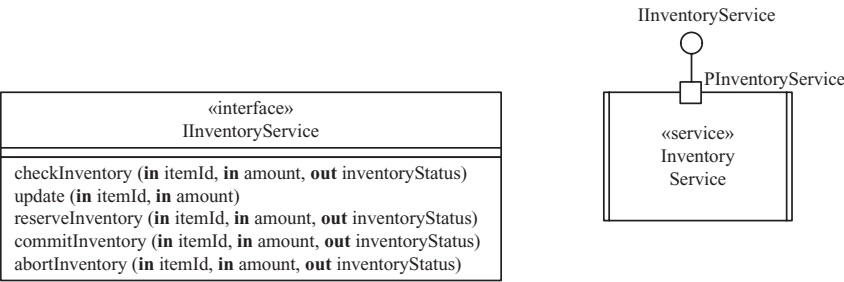 «interface»
IInventoryService
checkInventory (in itemId, in amount, out inventoryStatus)
update (in itemId, in amount)
reserveInventory (in itemId, in amount, out inventoryStatus)
commitInventory (in itemId, in amount, out inventoryStatus)
abortInventory (in itemId, in amount, out inventoryStatus)
IInventoryService
PInventoryService
«service»
Inventory
Service